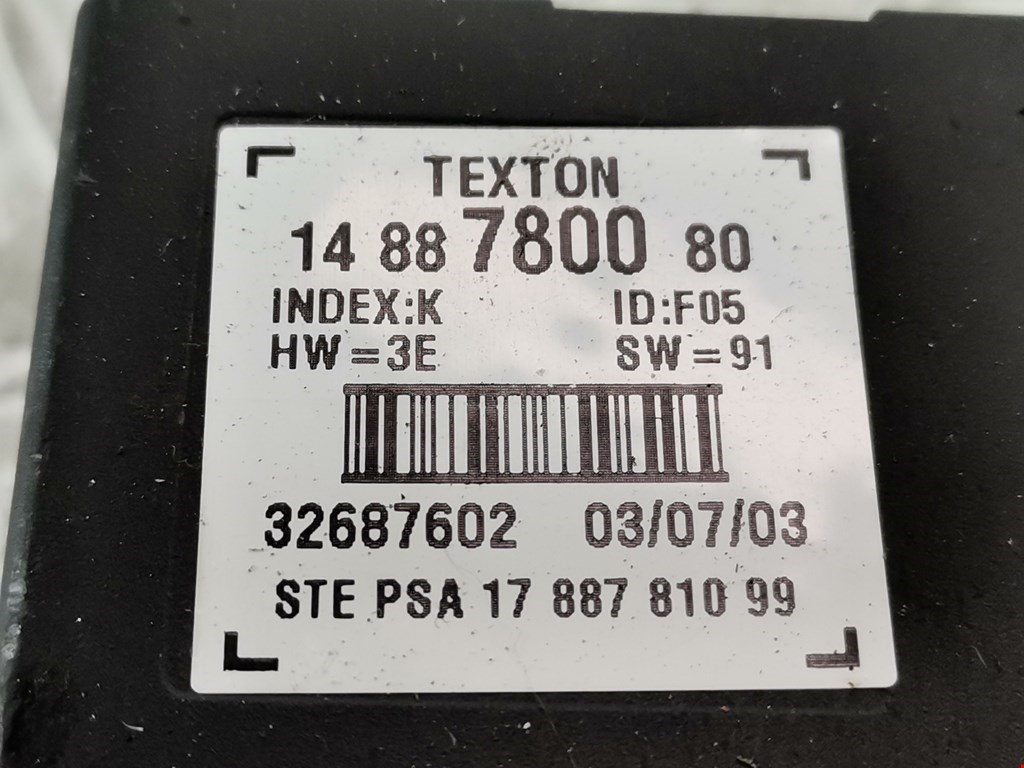 TEXTON
14 88 7800 80
INDEX:K ID:F05
HW=3E SW=91
32687602 03/07/03
STE PSA 17 887 810 99